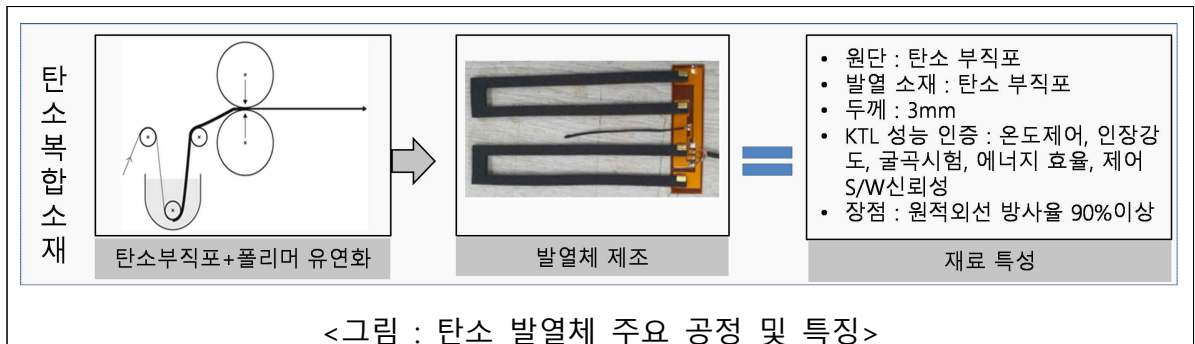 탄소복합소재
탄소부직포+폴리머 유연화
발열체 제조
• 원단 : 탄소 부직포
• 발열 소재 : 탄소 부직포
• 두께 : 3mm
• KTL 성능 인증 : 온도제어, 인장강
도, 굴곡시험, 에너지 효율, 제어
S/W신뢰성
• 장점 : 원적외선 방사율 90%이상
재료 특성
<그림 : 탄소 발열체 주요 공정 및 특징>